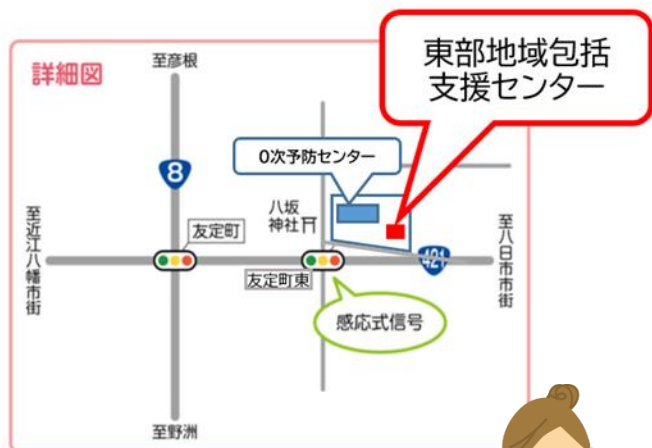 東部地域包括
支援センター
詳細図
至彦根
0次予防センター
8
八坂
神社
友定町
至近江八幡市街
至八日市市街
421
友定町東
感応式信号
至野洲